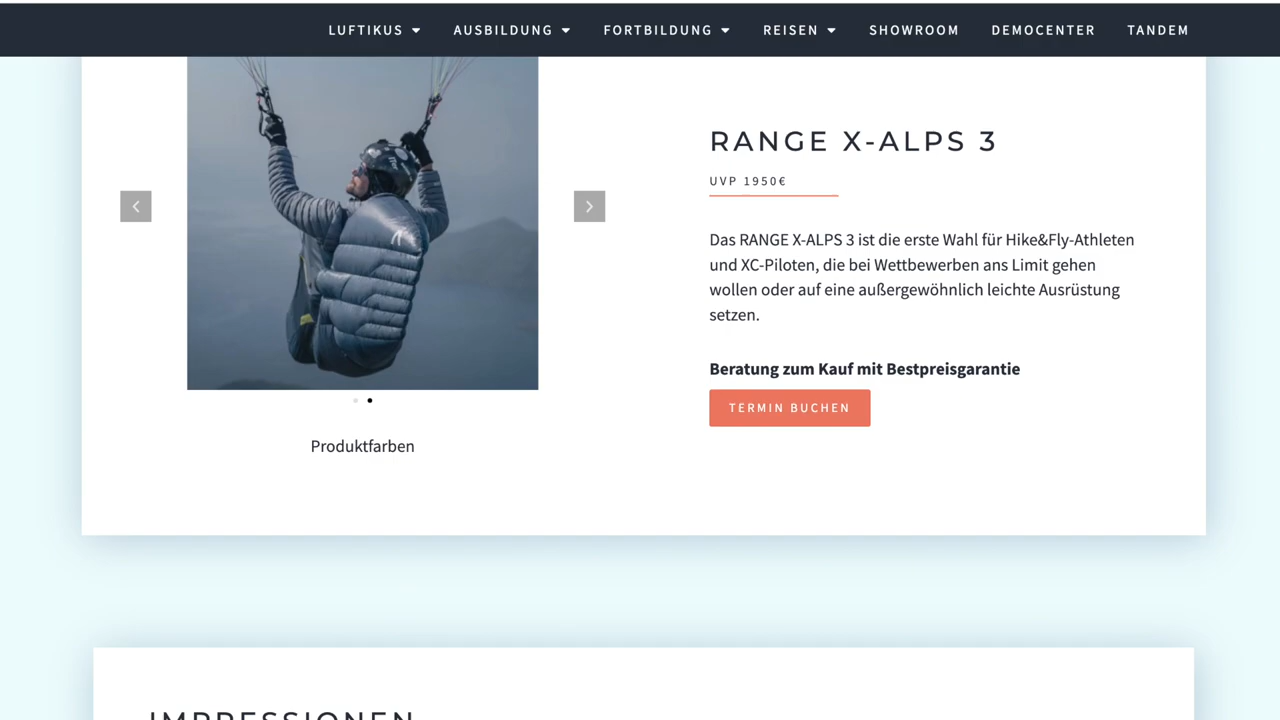 LUFTIKUS AUSBILDUNG FORTBILDUNG REISEN SHOWROOM DEMOCENTER TANDEM
RANGE X-ALPS 3
UVP 1950€
Das RANGE X-ALPS 3 ist die erste Wahl für Hike&Fly-Athleten
und XC-Piloten, die bei Wettbewerben ans Limit gehen
wollen oder auf eine außergewöhnlich leichte Ausrüstung
setzen.
Beratung zum Kauf mit Bestpreisgarantie
TERMIN BUCHEN
Produktfarben
IMPRESSIONEN